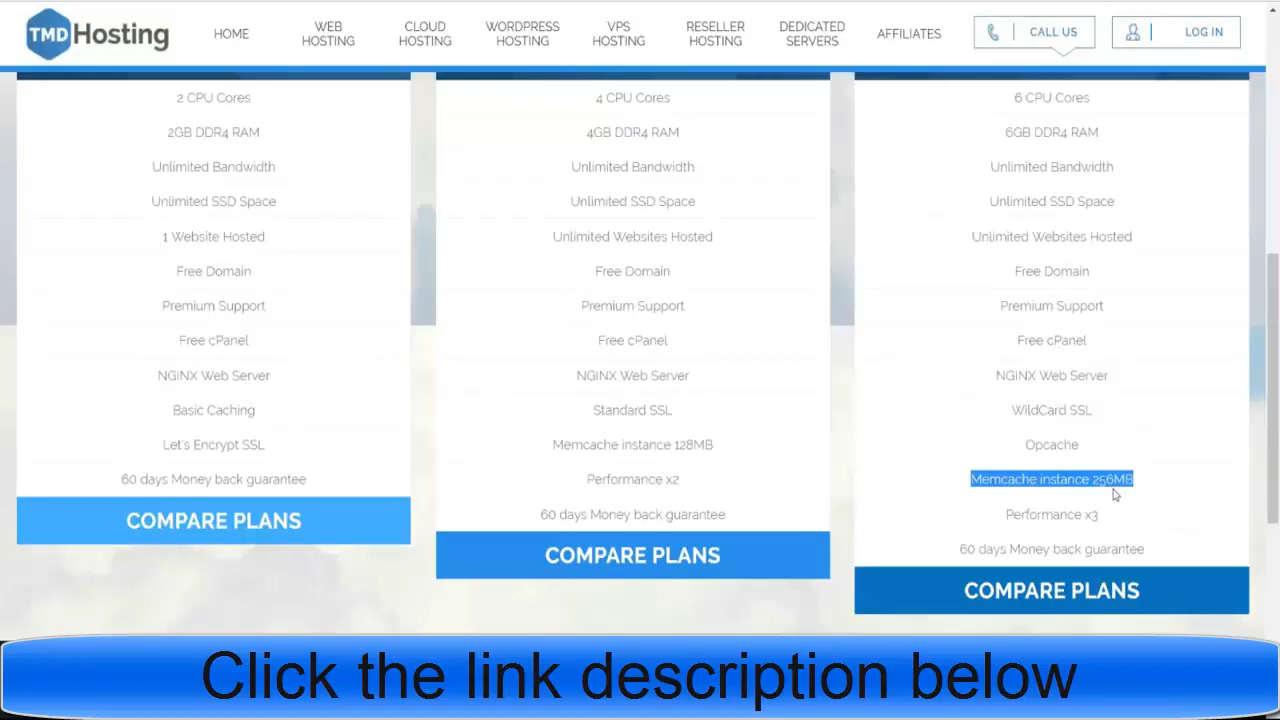 TMDHosting
HOME
WEB
HOSTING
CLOUD
HOSTING
WORDPRESS
HOSTING
VPS
HOSTING
RESELLER
HOSTING
DEDICATED
SERVERS
AFFILIATES
CALL US
LOG IN
2 CPU Cores
2GB DDR4 RAM
Unlimited Bandwidth
Unlimited SSD Space
1 Website Hosted
Free Domain
Premium Support
Free cPanel
NGINX Web Server
Basic Caching
Let's Encrypt SSL
60 days Money back guarantee
COMPARE PLANS
4 CPU Cores
4GB DDR4 RAM
Unlimited Bandwidth
Unlimited SSD Space
Unlimited Websites Hosted
Free Domain
Premium Support
Free cPanel
NGINX Web Server
Standard SSL
Memcache instance 128MB
Performance x2
60 days Money back guarantee
COMPARE PLANS
6 CPU Cores
6GB DDR4 RAM
Unlimited Bandwidth
Unlimited SSD Space
Unlimited Websites Hosted
Free Domain
Premium Support
Free cPanel
NGINX Web Server
WildCard SSL
Opcache
Memcache instance 256MB
Performance x3
60 days Money back guarantee
COMPARE PLANS
Click the link description below